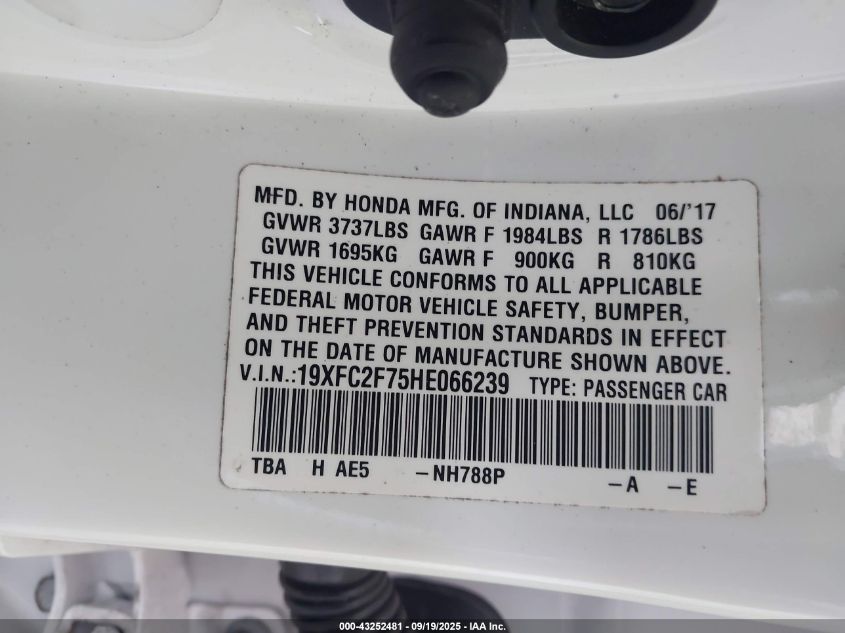 MFD. BY HONDA MFG. OF INDIANA, LLC 06/'17
GVWR 3737LBS GAWR F 1984LBS R 1786LBS
GVWR 1695KG GAWR F 900KG R 810KG
THIS VEHICLE CONFORMS TO ALL APPLICABLE
FEDERAL MOTOR VEHICLE SAFETY, BUMPER,
AND THEFT PREVENTION STANDARDS IN EFFECT
ON THE DATE OF MANUFACTURE SHOWN ABOVE.
V.I.N.:19XFC2F75HE066239 TYPE: PASSENGER CAR
TBA H AE5 -NH788P -A -E
000-43252481 - 09/19/2025 - IAA Inc.